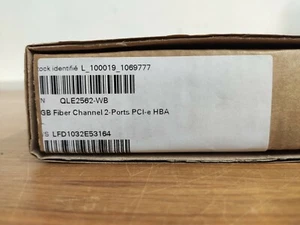 ock identifié L_100019_1069777
N QLE2562-WB
GB Fiber Channel 2-Ports PCI-e HBA
S LFD1032E53164